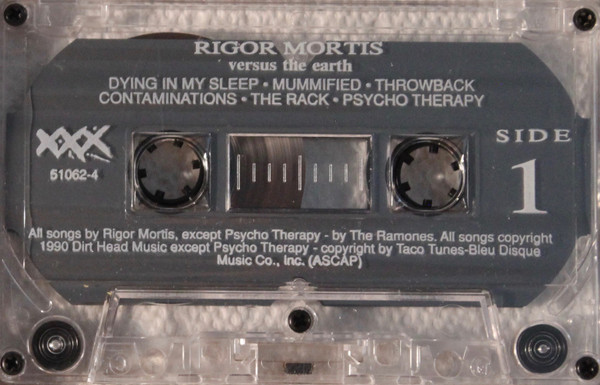 RIGOR MORTIS
versus the earth
DYING IN MY SLEEP • MUMMIFIED • THROWBACK
CONTAMINATIONS • THE RACK • PSYCHO THERAPY
XXX
51062-4
SIDE
1
All songs by Rigor Mortis, except Psycho Therapy - by The Ramones. All songs copyright
1990 Dirt Head Music except Psycho Therapy - copyright by Taco Tunes-Bleu Disque
Music Co., Inc. (ASCAP)